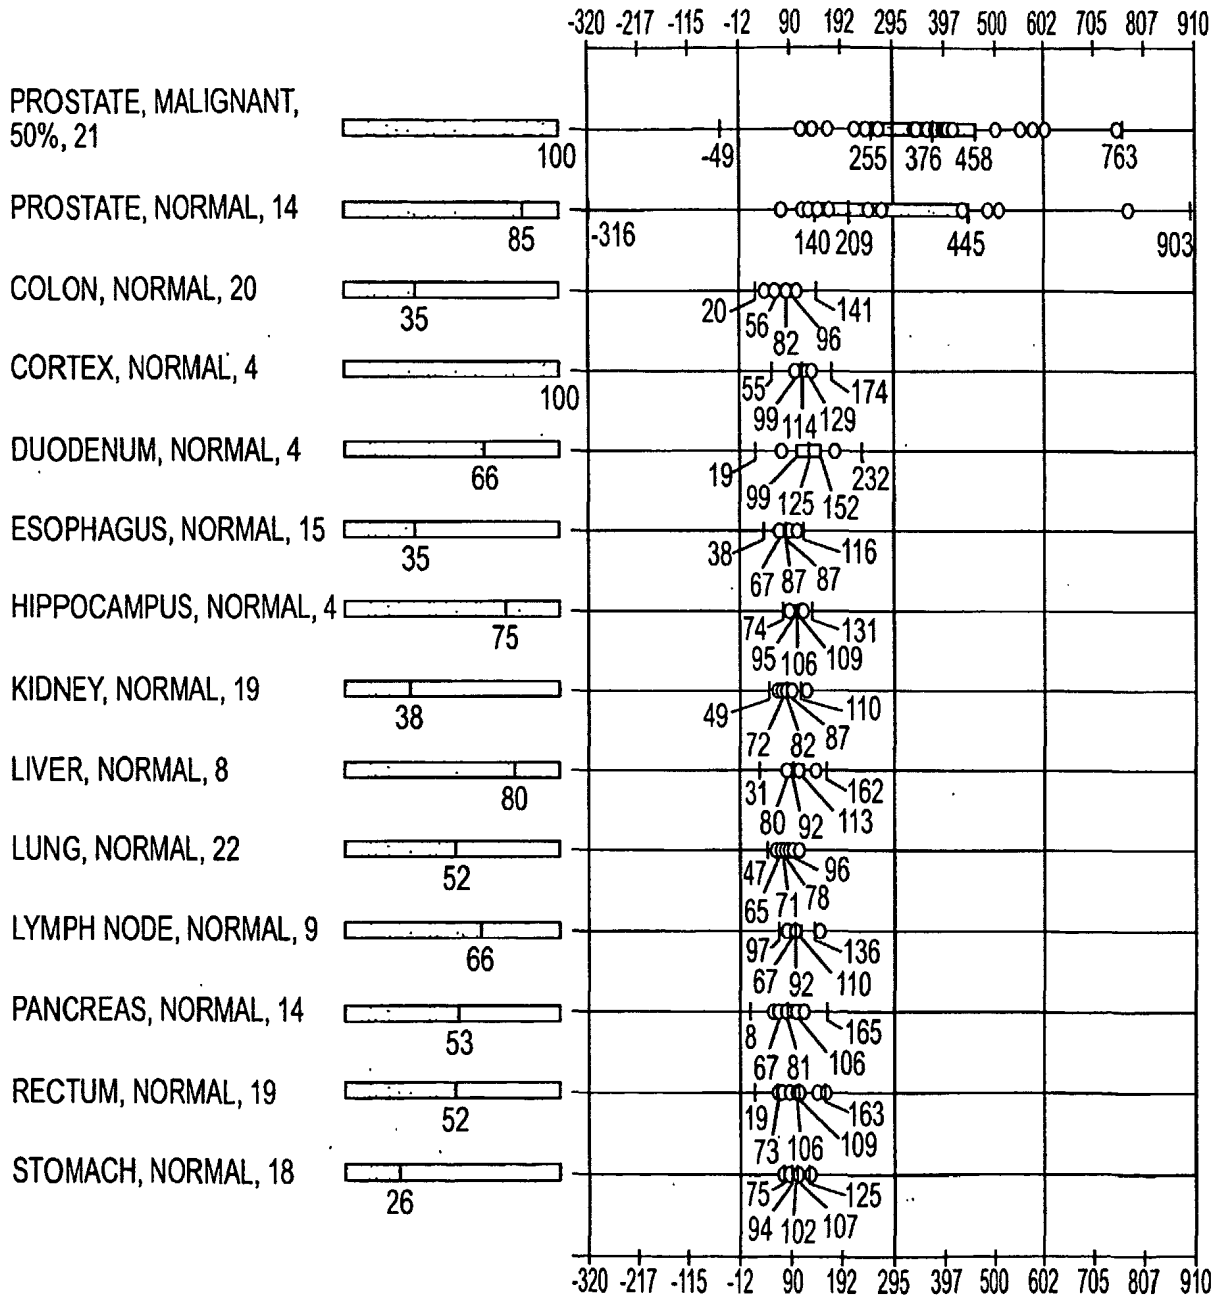 -320 -217 -115 -12 90 192 295 397 500 602 705 807 910
PROSTATE, MALIGNANT,
50%, 21
100
-49 255 376 458 763
PROSTATE, NORMAL, 14
85
-316 140 209 445 903
COLON, NORMAL, 20
35
20 56 82 96 141
CORTEX, NORMAL, 4
100
55 99 114 129 174
DUODENUM, NORMAL, 4
66
19 99 125 152 232
ESOPHAGUS, NORMAL, 15
35
38 67 87 87 116
HIPPOCAMPUS, NORMAL, 4
75
74 95 106 109 131
KIDNEY, NORMAL, 19
38
49 72 82 87 110
LIVER, NORMAL, 8
80
31 80 92 113 162
LUNG, NORMAL, 22
52
47 65 71 78 96
LYMPH NODE, NORMAL, 9
66
97 67 92 110 136
PANCREAS, NORMAL, 14
53
8 67 81 106 165
RECTUM, NORMAL, 19
52
19 73 106 109 163
STOMACH, NORMAL, 18
26
75 94 102 107 125
-320 -217 -115 -12 90 192 295 397 500 602 705 807 910